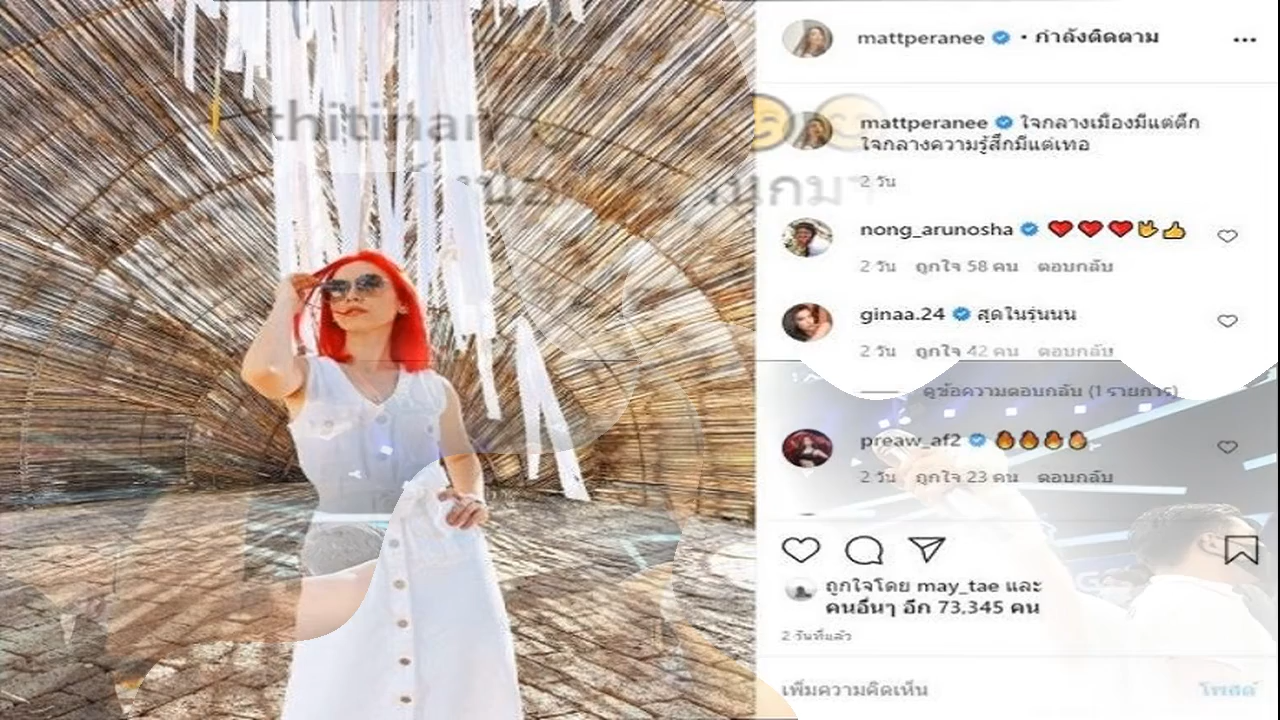 mattperanee • กำลังติดตาม
thitinan
mattperanee ใจกลางเมืองมีแต่ตึก
ใจกลางความรู้สึกมีแต่เทอ
2 วัน
nong_arunosha ❤️❤️❤️🤟👍
2 วัน ถูกใจ 58 คน ตอบกลับ
ginaa.24 สุดในรุ่นนน
2 วัน ถูกใจ 42 คน ตอบกลับ
ดูข้อความตอบกลับ (1 รายการ)
preaw_af2 🔥🔥🔥🔥
2 วัน ถูกใจ 23 คน ตอบกลับ
ถูกใจโดย may_tae และ
คนอื่นๆ อีก 73,345 คน
2 วันที่แล้ว
เพิ่มความคิดเห็น โพสต์